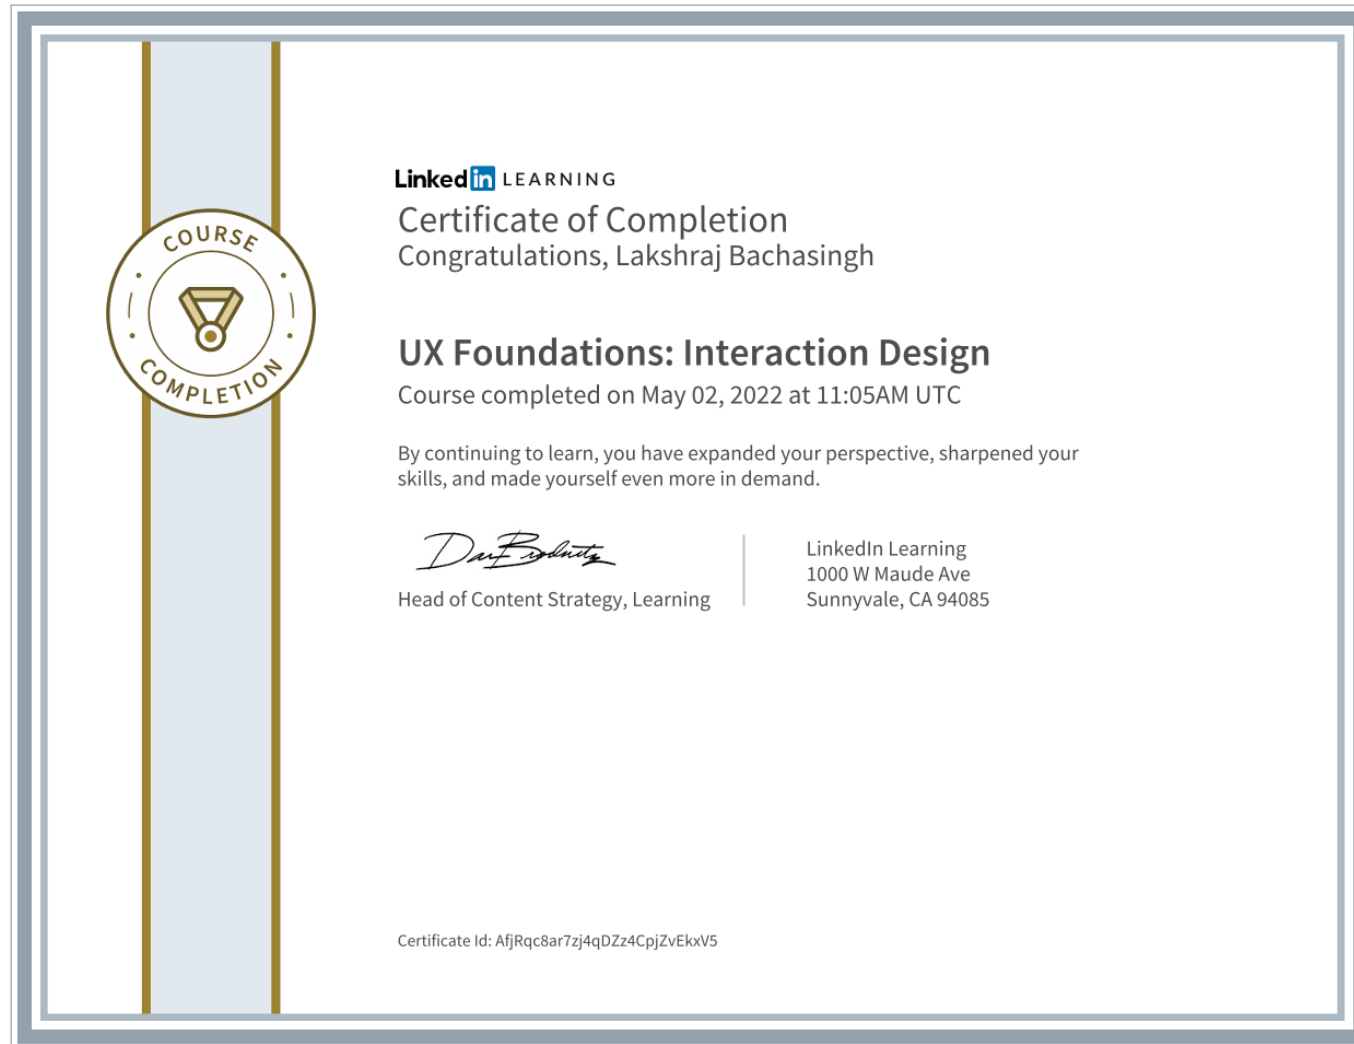 COURSE
COMPLETION
Linked in LEARNING
Certificate of Completion
Congratulations, Lakshraj Bachasingh
UX Foundations: Interaction Design
Course completed on May 02, 2022 at 11:05AM UTC
By continuing to learn, you have expanded your perspective, sharpened your
skills, and made yourself even more in demand.
Head of Content Strategy, Learning
LinkedIn Learning
1000 W Maude Ave
Sunnyvale, CA 94085
Certificate Id: AfjRqc8ar7zj4qDZz4CpjZvEkxV5